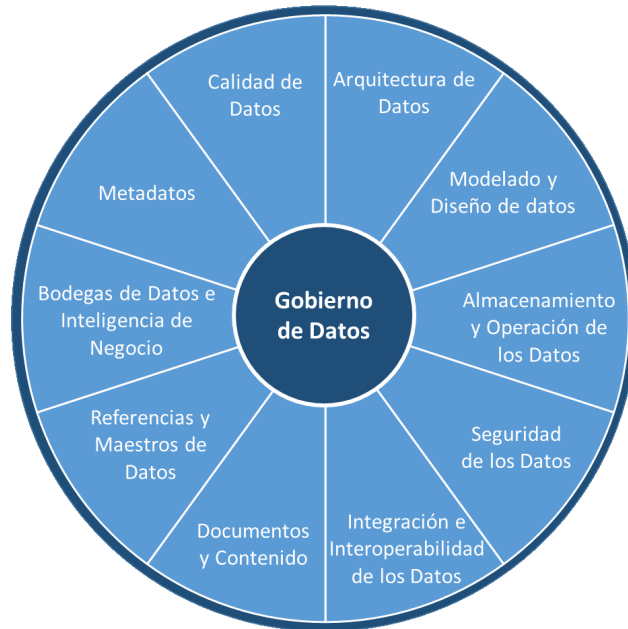 Calidad de
Datos
Arquitectura de
Datos
Modelado y
Diseño de datos
Almacenamiento
y Operación de
los Datos
Seguridad
de los Datos
Integración e
Interoperabilidad
de los Datos
Documentos
y Contenido
Referencias y
Maestros de
Datos
Bodegas de Datos e
Inteligencia de
Negocio
Metadatos
Gobierno
de Datos